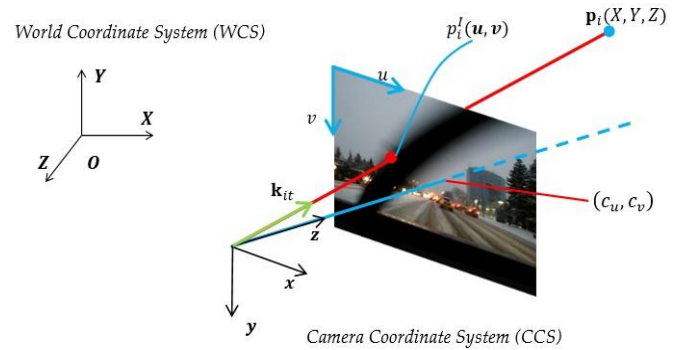 World Coordinate System (WCS)
Y
X
Z
O
p_i^I(u, v)
p_i(X, Y, Z)
u
v
k_it
z
x
y
(c_u, c_v)
Camera Coordinate System (CCS)